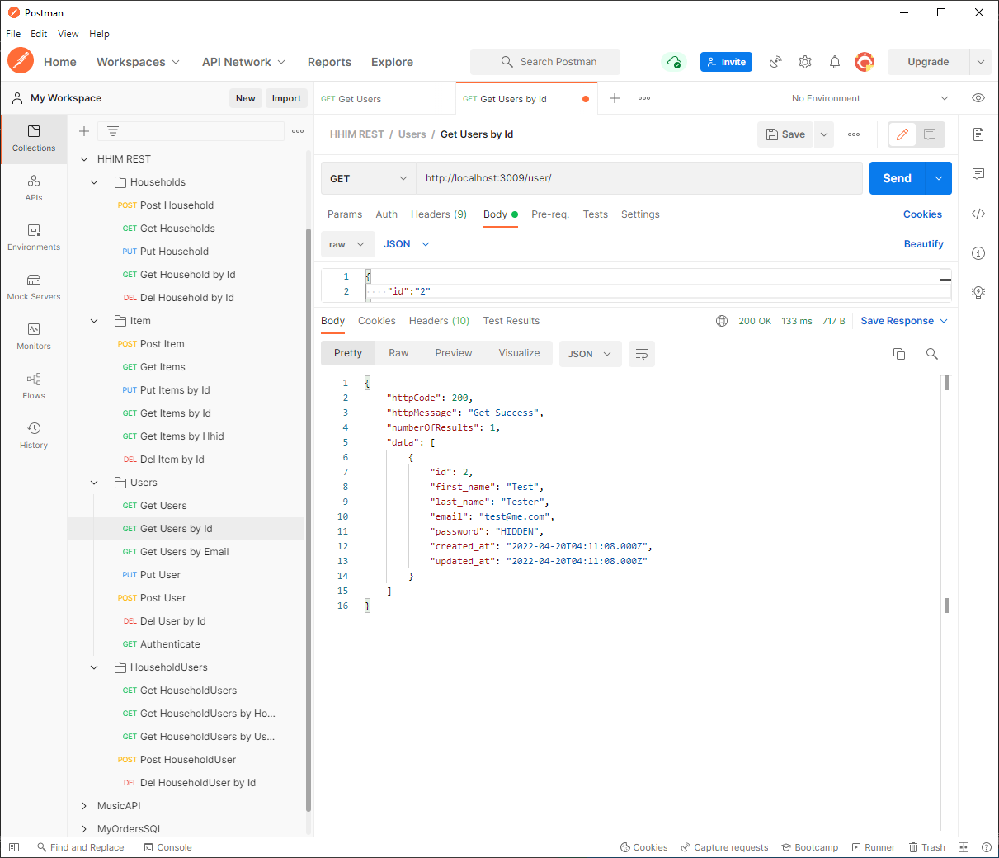 Postman
File Edit View Help
Home Workspaces API Network Reports Explore Search Postman Invite Upgrade
My Workspace New Import
GET Get Users GET Get Users by Id No Environment
Collections
APIs
Environments
Mock Servers
Monitors
Flows
History
HHIM REST
Households
POST Post Household
GET Get Households
PUT Put Household
GET Get Household by Id
DEL Del Household by Id
Item
POST Post Item
GET Get Items
PUT Put Items by Id
GET Get Items by Id
GET Get Items by Hhid
DEL Del Item by Id
Users
GET Get Users
GET Get Users by Id
GET Get Users by Email
PUT Put User
POST Post User
DEL Del User by Id
GET Authenticate
HouseholdUsers
GET Get HouseholdUsers
GET Get HouseholdUsers by Ho...
GET Get HouseholdUsers by Us...
POST Post HouseholdUser
DEL Del HouseholdUser by Id
MusicAPI
MyOrdersSQL
HHIM REST / Users / Get Users by Id Save
GET http://localhost:3009/user/ Send
Params Auth Headers (9) Body Pre-req. Tests Settings Cookies
raw JSON Beautify
1 {
2 "id":"2"
Body Cookies Headers (10) Test Results 200 OK 133 ms 717 B Save Response
Pretty Raw Preview Visualize JSON
1 {
2 "httpCode": 200,
3 "httpMessage": "Get Success",
4 "numberOfResults": 1,
5 "data": [
6 {
7 "id": 2,
8 "first_name": "Test",
9 "last_name": "Tester",
10 "email": "test@me.com",
11 "password": "HIDDEN",
12 "created_at": "2022-04-20T04:11:08.000Z",
13 "updated_at": "2022-04-20T04:11:08.000Z"
14 }
15 ]
16 }
Find and Replace Console Cookies Capture requests Bootcamp Runner Trash